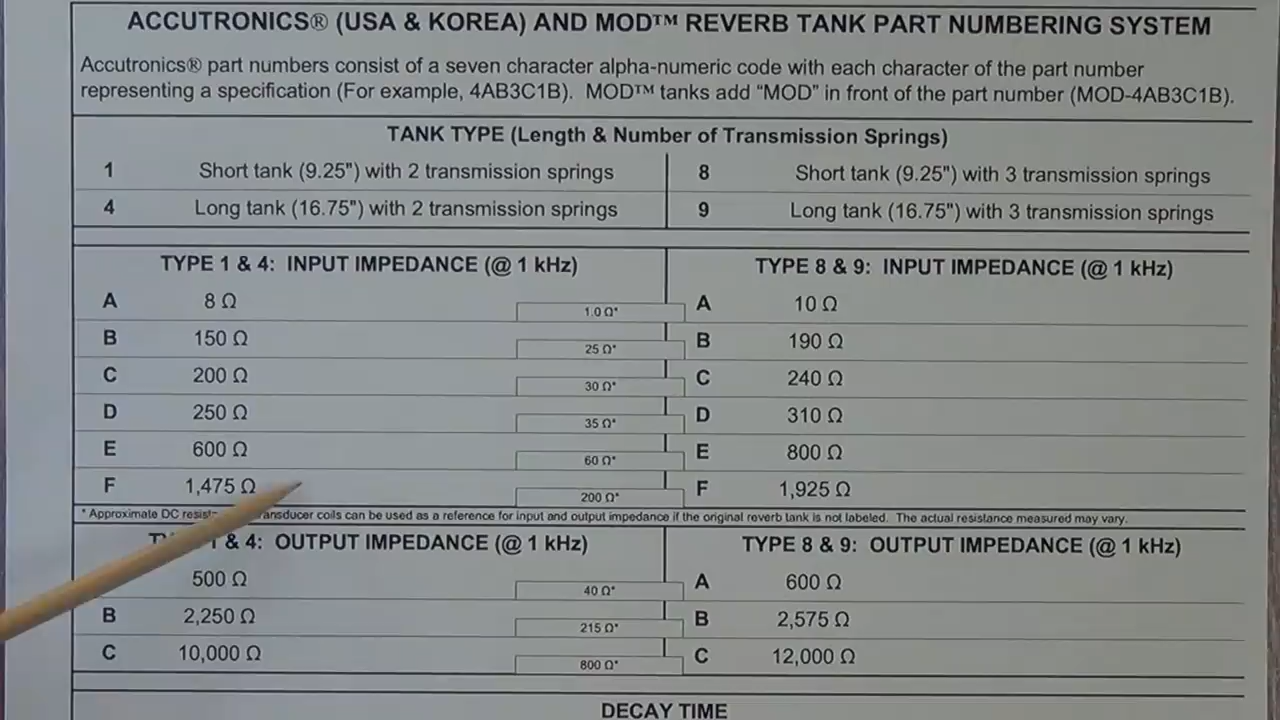 ACCUTRONICS® (USA & KOREA) AND MOD™ REVERB TANK PART NUMBERING SYSTEM
Accutronics® part numbers consist of a seven character alpha-numeric code with each character of the part number
representing a specification (For example, 4AB3C1B). MOD™ tanks add “MOD” in front of the part number (MOD-4AB3C1B).
TANK TYPE (Length & Number of Transmission Springs)
1 Short tank (9.25") with 2 transmission springs 8 Short tank (9.25") with 3 transmission springs
4 Long tank (16.75") with 2 transmission springs 9 Long tank (16.75") with 3 transmission springs
TYPE 1 & 4: INPUT IMPEDANCE (@ 1 kHz) TYPE 8 & 9: INPUT IMPEDANCE (@ 1 kHz)
A 8 Ω 1.0 Ω* A 10 Ω
B 150 Ω 25 Ω* B 190 Ω
C 200 Ω 30 Ω* C 240 Ω
D 250 Ω 35 Ω* D 310 Ω
E 600 Ω 60 Ω* E 800 Ω
F 1,475 Ω 200 Ω* F 1,925 Ω
* Approximate DC coils can be used as a reference for input and output impedance if the original reverb tank is not labeled. The actual resistance measured may vary.
& 4: OUTPUT IMPEDANCE (@ 1 kHz) TYPE 8 & 9: OUTPUT IMPEDANCE (@ 1 kHz)
500 Ω 40 Ω* A 600 Ω
B 2,250 Ω 215 Ω* B 2,575 Ω
C 10,000 Ω 800 Ω* C 12,000 Ω
DECAY TIME